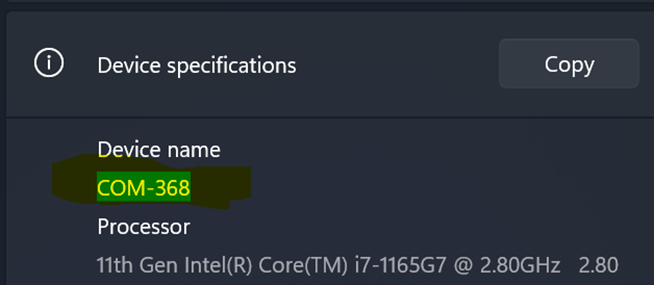 Device specifications
Copy
Device name
COM-368
Processor
11th Gen Intel(R) Core(TM) i7-1165G7 @ 2.80GHz 2.80